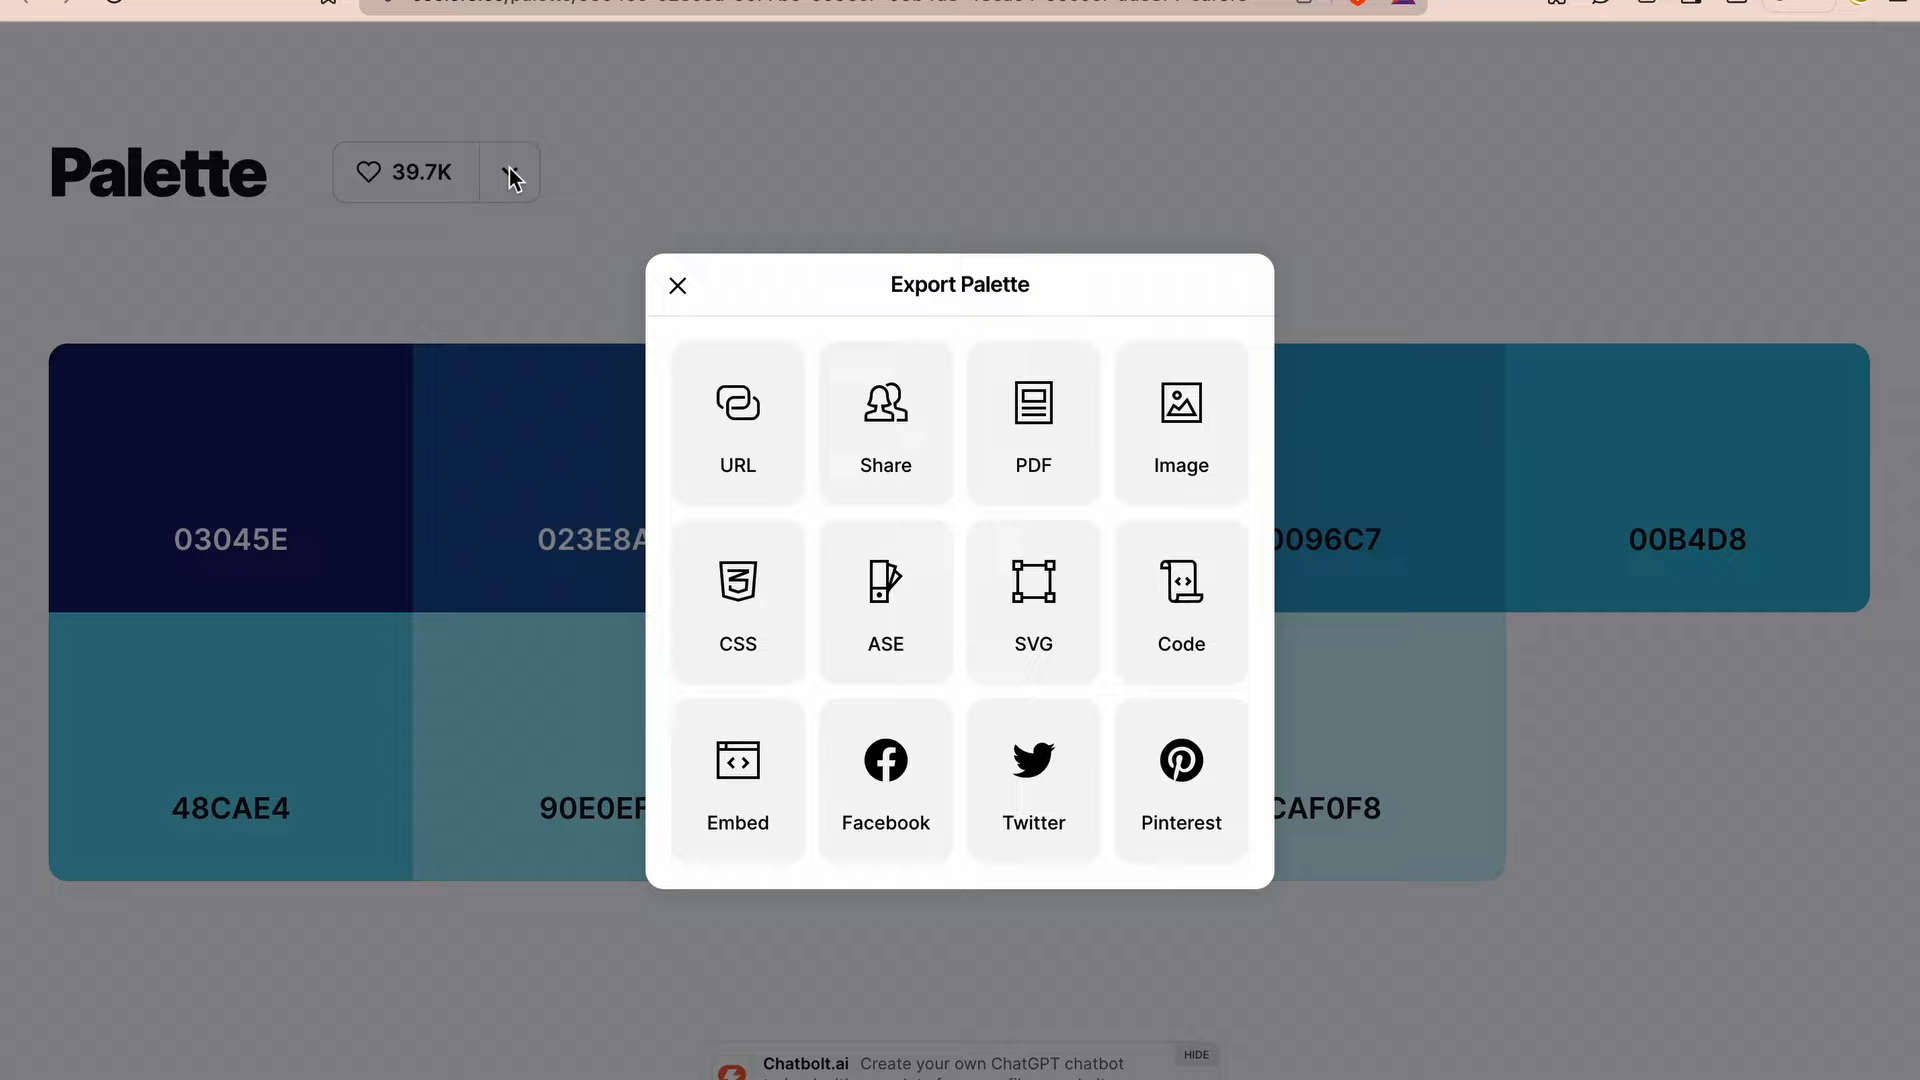 Palette
39.7K
Export Palette
URL
Share
PDF
Image
03045E
023E8A
0096C7
00B4D8
CSS
ASE
SVG
Code
48CAE4
90E0EF
CAF0F8
Embed
Facebook
Twitter
Pinterest
Chatbolt.ai Create your own ChatGPT chatbot
HIDE